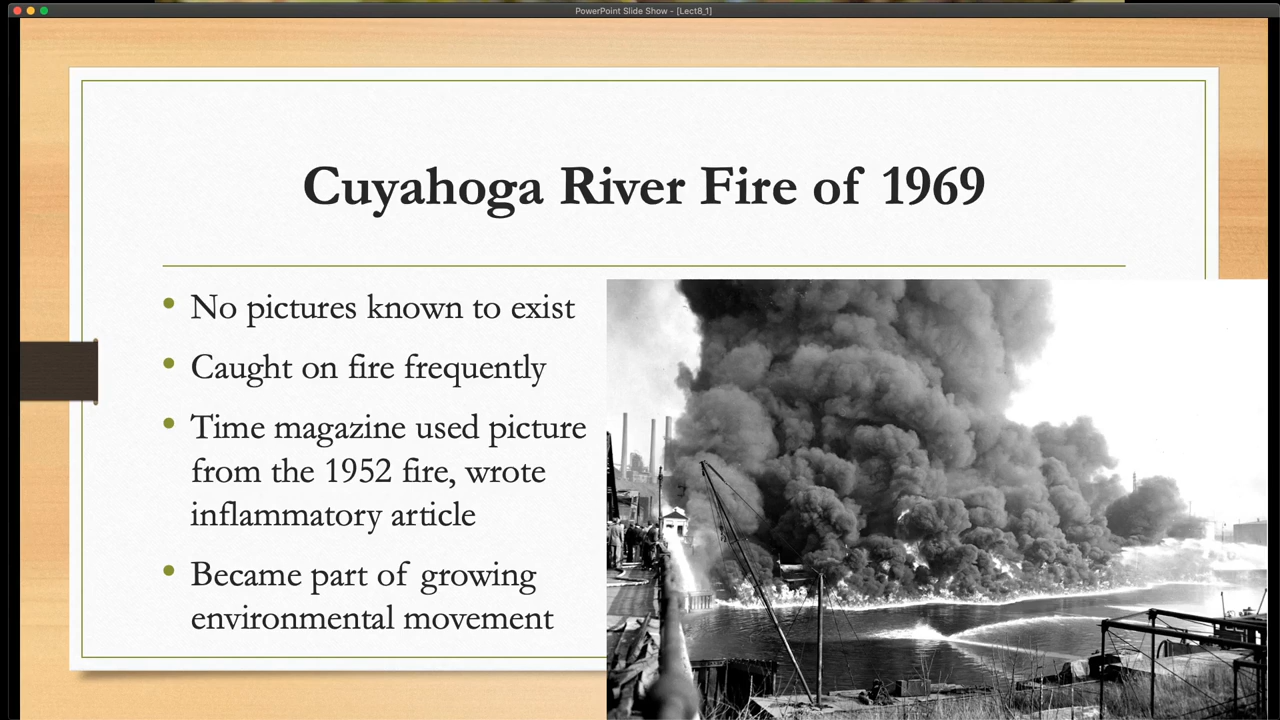 PowerPoint Slide Show - [Lect8_1]
Cuyahoga River Fire of 1969
• No pictures known to exist
• Caught on fire frequently
• Time magazine used picture
from the 1952 fire, wrote
inflammatory article
• Became part of growing
environmental movement